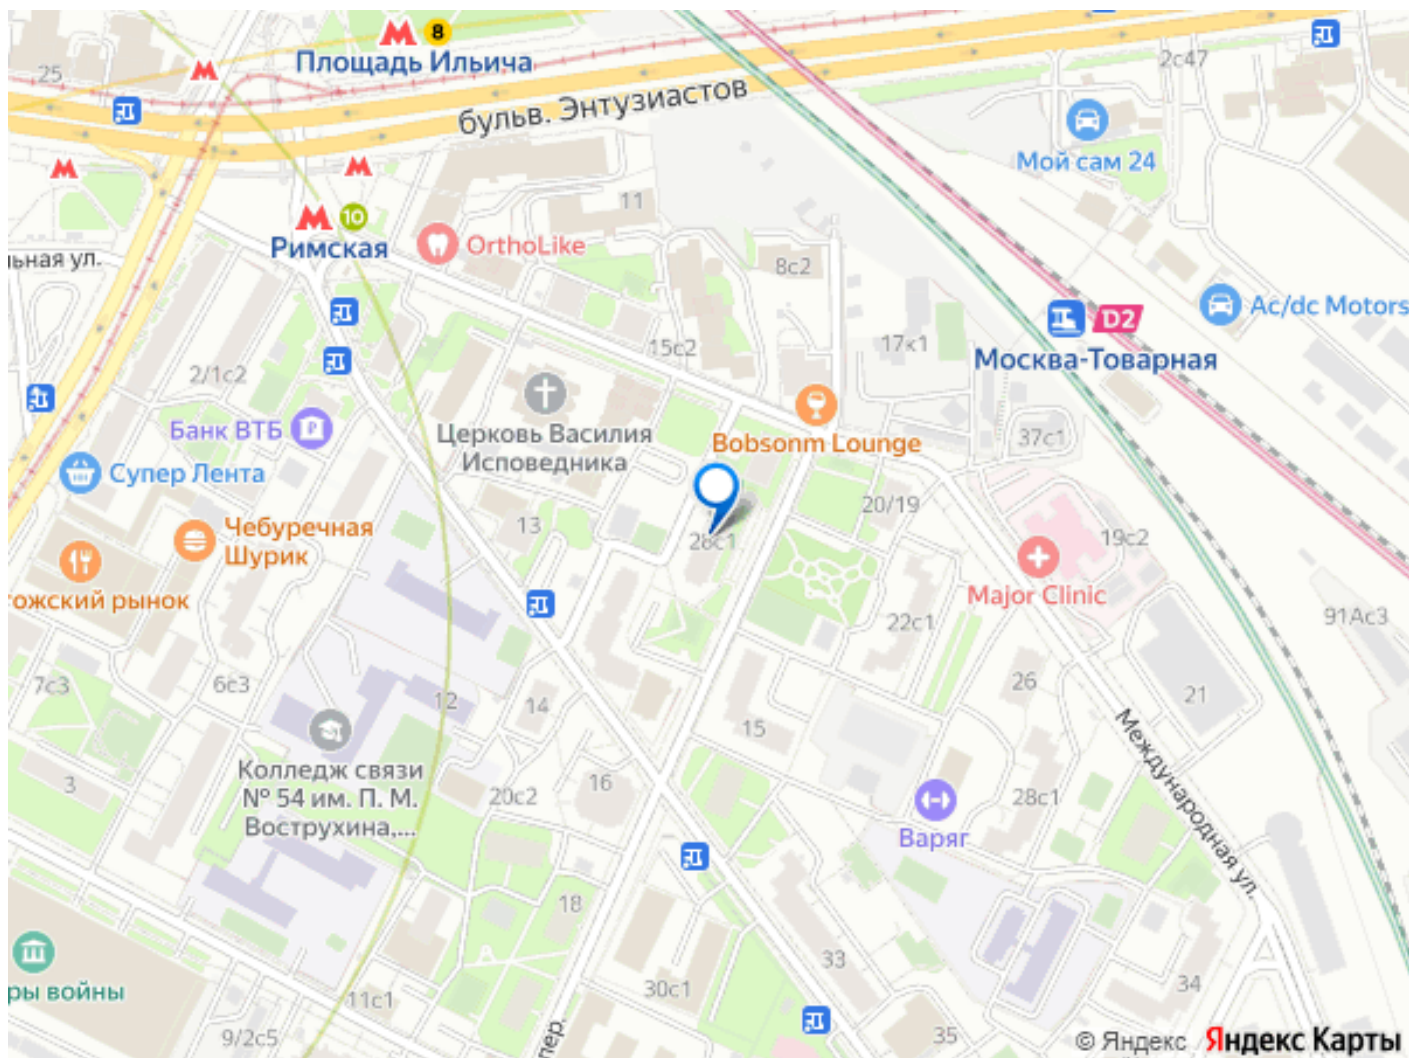 8
Площадь Ильича
25
2с47
бульв. Энтузиастов
Мой сам 24
11
10
Римская
OrthoLike
ьная ул.
8с2
Ac/dc Motors
D2
Москва-Товарная
17к1
15с2
2/1с2
Банк ВТБ
Церковь Василия
Исповедника
Bobsonm Lounge
37с1
Супер Лента
20/19
Чебуречная
Шурик
13
28с1
19с2
Major Clinic
гожский рынок
22с1
91Ас3
7с3
6с3
12
14
15
26
21
Международная ул.
Колледж связи
№ 54 им. П. М.
Вострухина,...
3
20с2
16
28с1
Варяг
18
33
ры войны
11с1
30с1
34
9/2с5
пер.
35
© Яндекс Яндекс Карты